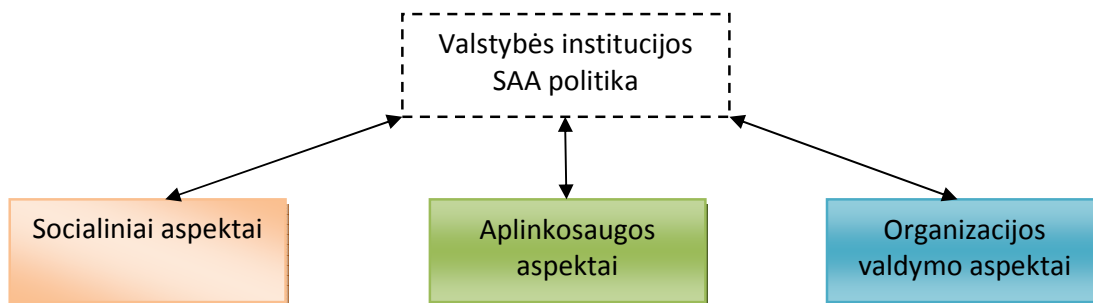 Valstybės institucijos
SAA politika
Socialiniai aspektai
Aplinkosaugos
aspektai
Organizacijos
valdymo aspektai